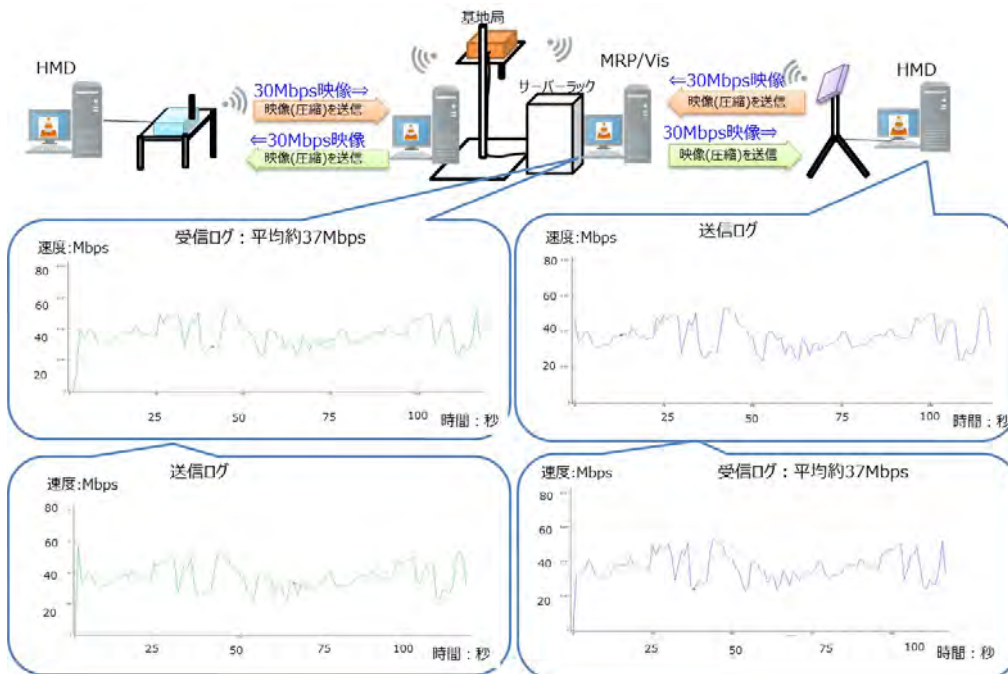 基地局
HMD
MRP/Vis
HMD
サーバーラック
30Mbps映像⇒
映像(圧縮)を送信
⇐30Mbps映像
映像(圧縮)を送信
⇐30Mbps映像
映像(圧縮)を送信
30Mbps映像⇒
映像(圧縮)を送信
受信ログ：平均約37Mbps
速度:Mbps
80
60
40
20
25
50
75
100
時間：秒
送信ログ
速度:Mbps
80
60
40
20
25
50
75
100
時間：秒
送信ログ
速度:Mbps
80
60
40
20
25
50
75
100
時間：秒
受信ログ：平均約37Mbps
速度:Mbps
80
60
40
20
25
50
75
100
時間：秒